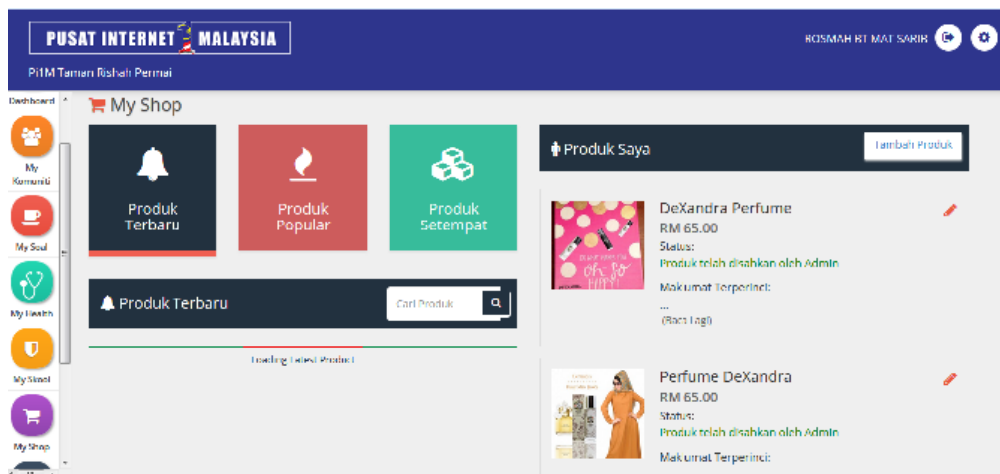 PUSAT INTERNET 1 MALAYSIA
ROSMAH BT MAT SARIB
Pi1M Taman Rishah Permai
Dashboard
My Komuniti
My Soul
My Health
My Skool
My Shop
My Shop
Produk Terbaru
Produk Popular
Produk Setempat
Produk Terbaru
Cari Produk
Loading Latest Product
Produk Saya
Tambah Produk
DeXandra Perfume
RM 65.00
Status:
Produk telah disahkan oleh Admin
Maklumat Terperinci:
...
(Baca Lagi)
oh so
Perfume DeXandra
RM 65.00
Status:
Produk telah disahkan oleh Admin
Maklumat Terperinci: